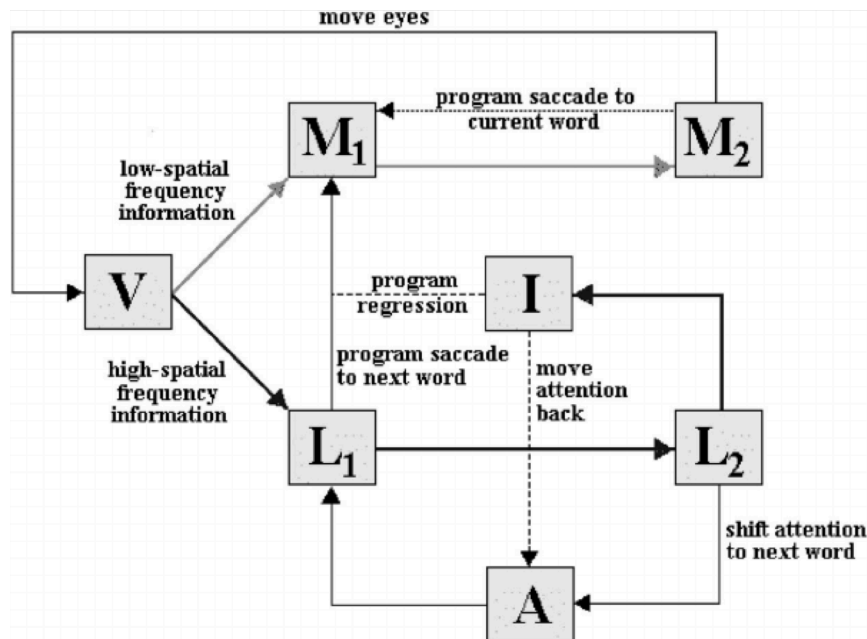 move eyes
program saccade to
current word
M1
M2
low-spatial
frequency
information
V
program
regression
I
high-spatial
frequency
information
program saccade
to next word
move
attention
back
L1
L2
shift attention
to next word
A